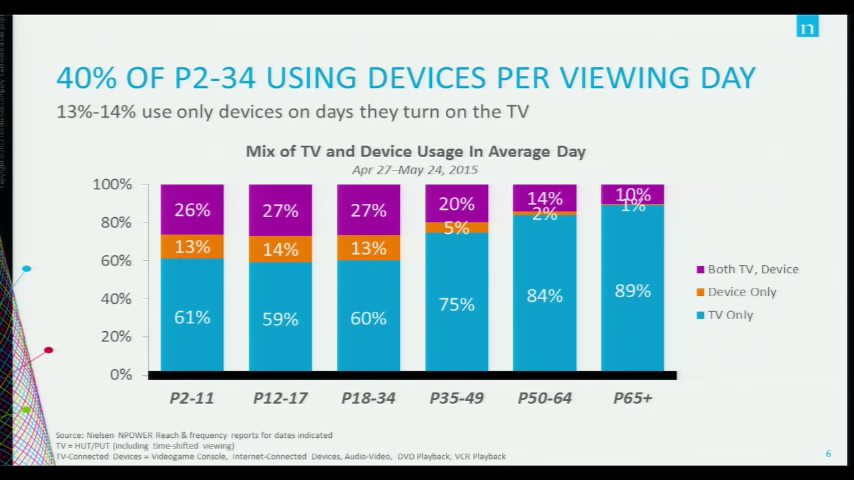 n
40% OF P2-34 USING DEVICES PER VIEWING DAY
13%-14% use only devices on days they turn on the TV
Mix of TV and Device Usage In Average Day
Apr 27–May 24, 2015
100%
80%
60%
40%
20%
0%
26% 27% 27% 20% 14% 10%
13% 14% 13% 5% 2% 1%
61% 59% 60% 75% 84% 89%
P2-11 P12-17 P18-34 P35-49 P50-64 P65+
Both TV, Device
Device Only
TV Only
Source: Nielsen NPOWER Reach & frequency reports for dates indicated
TV = HUT/PUT (including time-shifted viewing)
TV-Connected Devices = Videogame Console, Internet-Connected Devices, Audio-Video, DVD Playback, VCR Playback
6